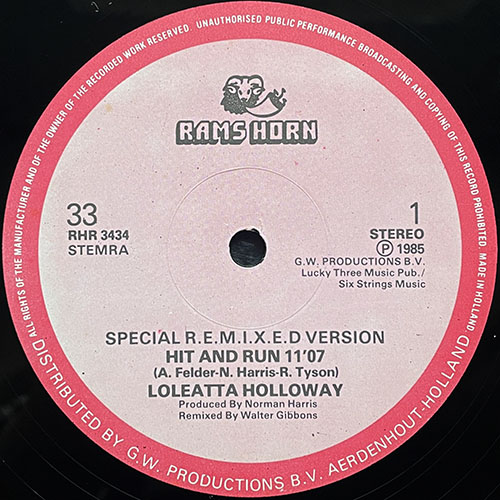 ALL RIGHTS OF THE MANUFACTURER AND OF THE OWNER OF THE RECORDED WORK RESERVED. UNAUTHORISED PUBLIC PERFORMANCE BROADCASTING AND COPYING OF THIS RECORD PROHIBITED. MADE IN HOLLAND
RAMS HORN
33
RHR 3434
STEMRA
1
STEREO
Ⓟ 1985
G.W. PRODUCTIONS B.V.
Lucky Three Music Pub./
Six Strings Music
SPECIAL R.E.M.I.X.E.D VERSION
HIT AND RUN 11'07
(A. Felder-N. Harris-R. Tyson)
LOLEATTA HOLLOWAY
Produced By Norman Harris
Remixed By Walter Gibbons
DISTRIBUTED BY G.W. PRODUCTIONS B.V. AERDENHOUT-HOLLAND